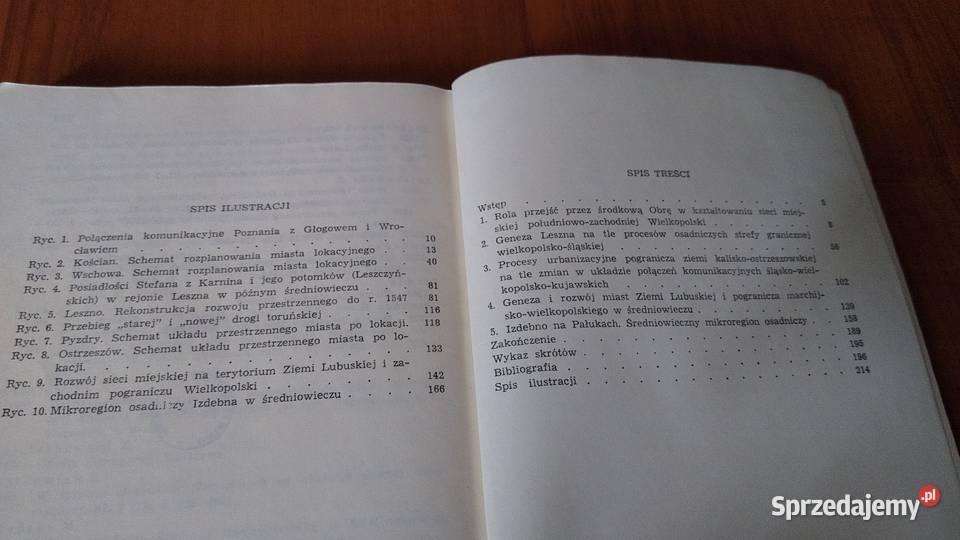 SPIS ILUSTRACJI
Ryc. 1. Połączenia komunikacyjne Poznania z Głogowem i Wro-
cławiem . . . . . . . . . . 10
Ryc. 2. Kościan. Schemat rozplanowania miasta lokacyjnego . . 13
Ryc. 3. Wschowa. Schemat rozplanowania miasta lokacyjnego . 40
Ryc. 4. Posiadłości Stefana z Karnina i jego potomków (Leszczyń-
skich) w rejonie Leszna w późnym średniowieczu . . . 81
Ryc. 5. Leszno. Rekonstrukcja rozwoju przestrzennego do r. 1547 81
Ryc. 6. Przebieg „starej” i „nowej” drogi toruńskiej . . . 116
Ryc. 7. Pyzdry. Schemat układu przestrzennego miasta po lokacji. 118
Ryc. 8. Ostrzeszów. Schemat układu przestrzennego miasta po lo-
kacji. . . . . . . . . . . 133
Ryc. 9. Rozwój sieci miejskiej na terytorium Ziemi Lubuskiej i za-
chodnim pograniczu Wielkopolski . . . . . . 142
Ryc. 10. Mikroregion osadniczy Izdebna w średniowieczu . . . . 166
SPIS TREŚCI
Wstęp . . . . . . . . . . 5
1. Rola przejść przez środkową Obrę w kształtowaniu sieci miej-
skiej południowo-zachodniej Wielkopolski . . . . . 8
2. Geneza Leszna na tle procesów osadniczych strefy granicznej
wielkopolsko-śląskiej . . . . . . . . 56
3. Procesy urbanizacyjne pogranicza ziemi kalisko-ostrzeszowskiej
na tle zmian w układzie połączeń komunikacyjnych śląsko-wiel-
kopolsko-kujawskich . . . . . . . . 102
4. Geneza i rozwój miast Ziemi Lubuskiej i pogranicza marchij-
sko-wielkopolskiego w średniowieczu . . . . . . 139
5. Izdebno na Pałukach. Średniowieczny mikroregion osadniczy . 158
Zakończenie . . . . . . . . . . 189
Wykaz skrótów . . . . . . . . . . 195
Bibliografia . . . . . . . . . . 196
Spis ilustracji . . . . . . . . . . 214
Sprzedajemy.pl